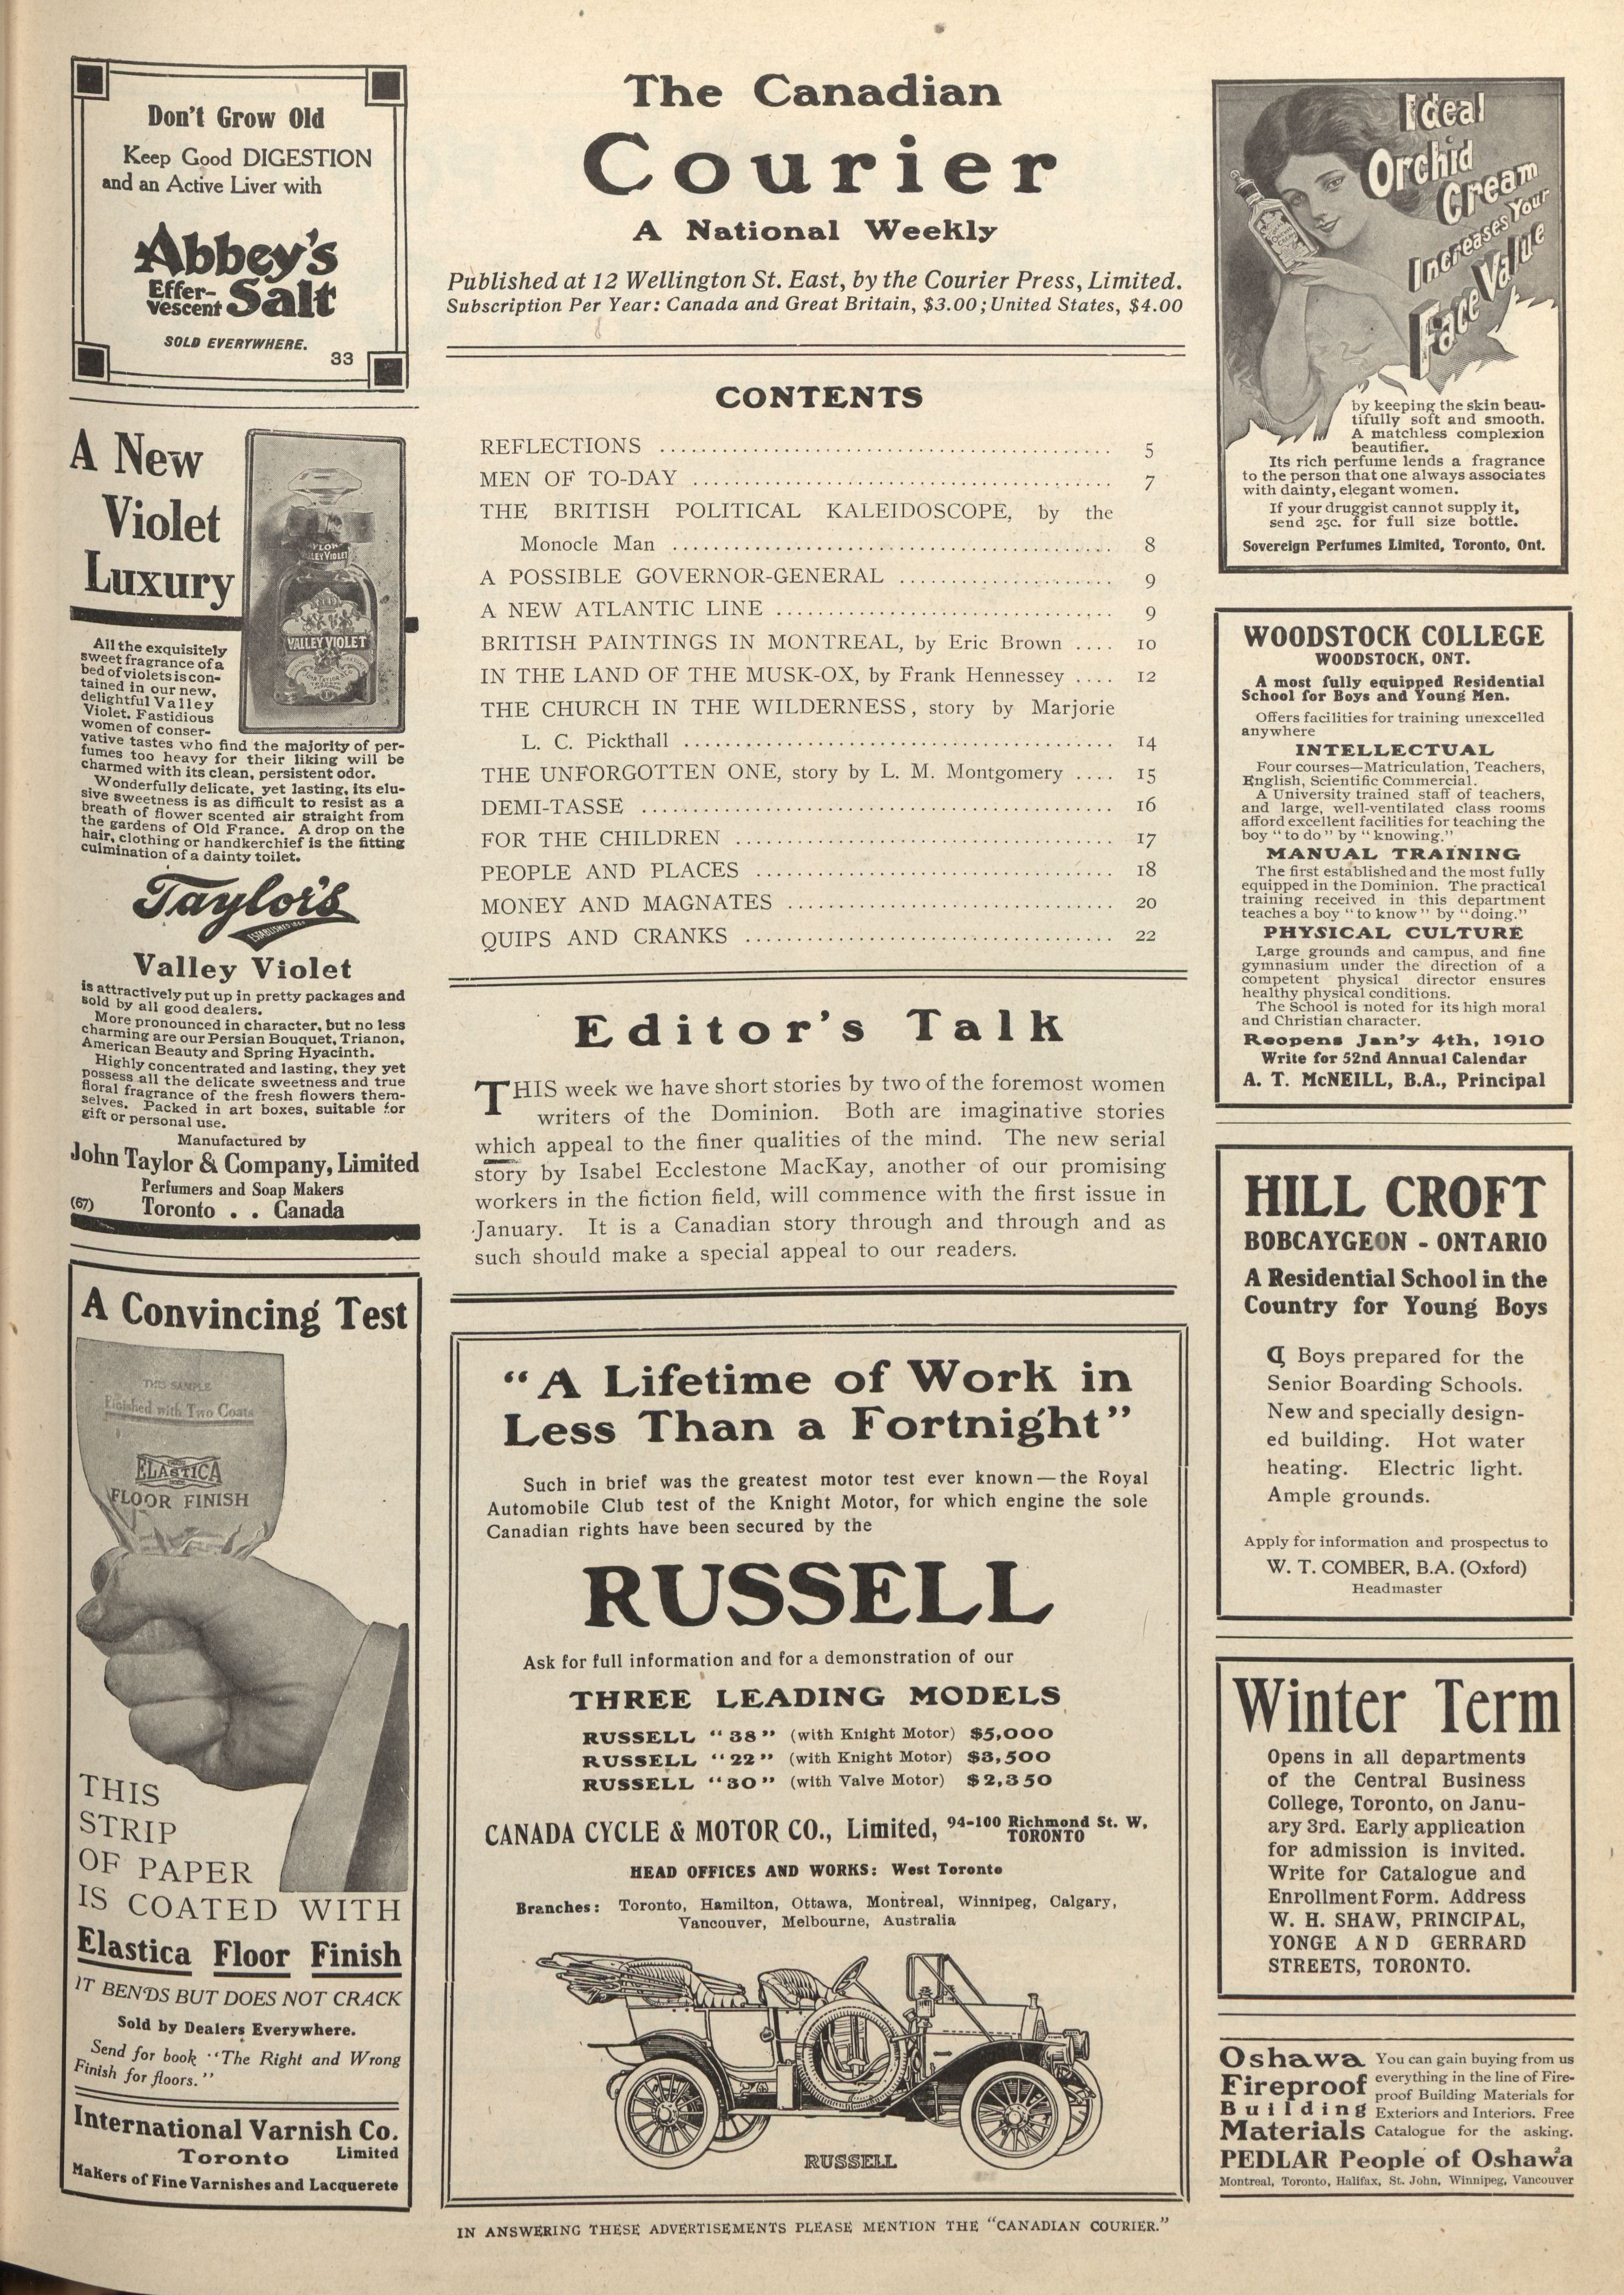 Don't Grow Old
Keep Good DIGESTION
and an Active Liver with
Abbey's
Effer-
vescent Salt
SOLD EVERYWHERE.
33
A New
Violet
Luxury
VALLEY VIOLET
All the exquisitely
sweet fragrance of a
bed of violets is con-
tained in our new,
delightful Valley
Violet. Fastidious
women of conser-
vative tastes who find the majority of per-
fumes too heavy for their liking will be
charmed with its clean, persistent odor.
Wonderfully delicate, yet lasting, its elu-
sive sweetness is as difficult to resist as a
breath of flower scented air straight from
the gardens of Old France. A drop on the
hair, clothing or handkerchief is the fitting
culmination of a dainty toilet.
Taylor's
Valley Violet
is attractively put up in pretty packages and
sold by all good dealers.
More pronounced in character, but no less
charming are our Persian Bouquet, Trianon,
American Beauty and Spring Hyacinth.
Highly concentrated and lasting, they yet
possess all the delicate sweetness and true
floral fragrance of the fresh flowers them-
selves. Packed in art boxes, suitable for
gift or personal use.
Manufactured by
John Taylor & Company, Limited
Perfumers and Soap Makers
(67) Toronto . . Canada
A Convincing Test
THIS SAMPLE
Finished with Two Coats
ELASTICA
FLOOR FINISH
THIS
STRIP
OF PAPER
IS COATED WITH
Elastica Floor Finish
IT BENDS BUT DOES NOT CRACK
Sold by Dealers Everywhere.
Send for book "The Right and Wrong
Finish for floors."
International Varnish Co.
Toronto Limited
Makers of Fine Varnishes and Lacquerete
The Canadian
Courier
A National Weekly
Published at 12 Wellington St. East, by the Courier Press, Limited.
Subscription Per Year: Canada and Great Britain, $3.00; United States, $4.00
CONTENTS
REFLECTIONS ........ 5
MEN OF TO-DAY ........ 7
THE BRITISH POLITICAL KALEIDOSCOPE, by the
Monocle Man ........ 8
A POSSIBLE GOVERNOR-GENERAL ........ 9
A NEW ATLANTIC LINE ........ 9
BRITISH PAINTINGS IN MONTREAL, by Eric Brown .... 10
IN THE LAND OF THE MUSK-OX, by Frank Hennessey .... 12
THE CHURCH IN THE WILDERNESS, story by Marjorie
L. C. Pickthall ........ 14
THE UNFORGOTTEN ONE, story by L. M. Montgomery .... 15
DEMI-TASSE ........ 16
FOR THE CHILDREN ........ 17
PEOPLE AND PLACES ........ 18
MONEY AND MAGNATES ........ 20
QUIPS AND CRANKS ........ 22
Editor's Talk
THIS week we have short stories by two of the foremost women
writers of the Dominion. Both are imaginative stories
which appeal to the finer qualities of the mind. The new serial
story by Isabel Ecclestone MacKay, another of our promising
workers in the fiction field, will commence with the first issue in
January. It is a Canadian story through and through and as
such should make a special appeal to our readers.
"A Lifetime of Work in
Less Than a Fortnight"
Such in brief was the greatest motor test ever known—the Royal
Automobile Club test of the Knight Motor, for which engine the sole
Canadian rights have been secured by the
RUSSELL
Ask for full information and for a demonstration of our
THREE LEADING MODELS
RUSSELL "38" (with Knight Motor) $5,000
RUSSELL "22" (with Knight Motor) $3,500
RUSSELL "30" (with Valve Motor) $2,350
CANADA CYCLE & MOTOR CO., Limited, 94-100 Richmond St. W,
TORONTO
HEAD OFFICES AND WORKS: West Toronto
Branches: Toronto, Hamilton, Ottawa, Montreal, Winnipeg, Calgary,
Vancouver, Melbourne, Australia
RUSSELL
Ideal
Orchid
Cream
Increases Your
Face Value
by keeping the skin beau-
tifully soft and smooth.
A matchless complexion
beautifier.
Its rich perfume lends a fragrance
to the person that one always associates
with dainty, elegant women.
If your druggist cannot supply it,
send 25c. for full size bottle.
Sovereign Perfumes Limited, Toronto, Ont.
WOODSTOCK COLLEGE
WOODSTOCK, ONT.
A most fully equipped Residential
School for Boys and Young Men.
Offers facilities for training unexcelled
anywhere
INTELLECTUAL
Four courses—Matriculation, Teachers,
English, Scientific Commercial.
A University trained staff of teachers,
and large, well-ventilated class rooms
afford excellent facilities for teaching the
boy "to do" by "knowing."
MANUAL TRAINING
The first established and the most fully
equipped in the Dominion. The practical
training received in this department
teaches a boy "to know" by "doing."
PHYSICAL CULTURE
Large grounds and campus, and fine
gymnasium under the direction of a
competent physical director ensures
healthy physical conditions.
The School is noted for its high moral
and Christian character.
Reopens Jan'y 4th, 1910
Write for 52nd Annual Calendar
A. T. McNEILL, B.A., Principal
HILL CROFT
BOBCAYGEON - ONTARIO
A Residential School in the
Country for Young Boys
¶ Boys prepared for the
Senior Boarding Schools.
New and specially design-
ed building. Hot water
heating. Electric light.
Ample grounds.
Apply for information and prospectus to
W. T. COMBER, B.A. (Oxford)
Headmaster
Winter Term
Opens in all departments
of the Central Business
College, Toronto, on Janu-
ary 3rd. Early application
for admission is invited.
Write for Catalogue and
Enrollment Form. Address
W. H. SHAW, PRINCIPAL,
YONGE AND GERRARD
STREETS, TORONTO.
Oshawa
Fireproof
Building
Materials
You can gain buying from us
everything in the line of Fire-
proof Building Materials for
Exteriors and Interiors. Free
Catalogue for the asking.
PEDLAR People of Oshawa
2
Montreal, Toronto, Halifax, St. John, Winnipeg, Vancouver
IN ANSWERING THESE ADVERTISEMENTS PLEASE MENTION THE "CANADIAN COURIER."